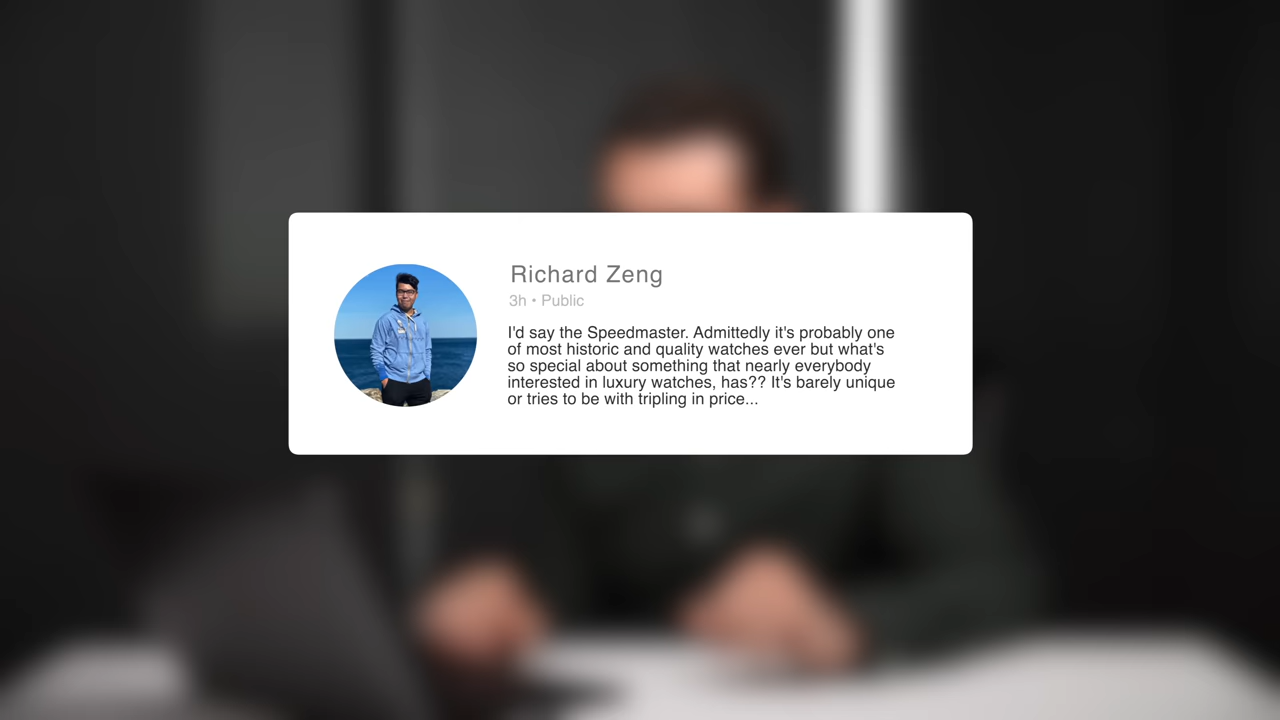 Richard Zeng
3h • Public
I'd say the Speedmaster. Admittedly it's probably one
of most historic and quality watches ever but what's
so special about something that nearly everybody
interested in luxury watches, has?? It's barely unique
or tries to be with tripling in price...